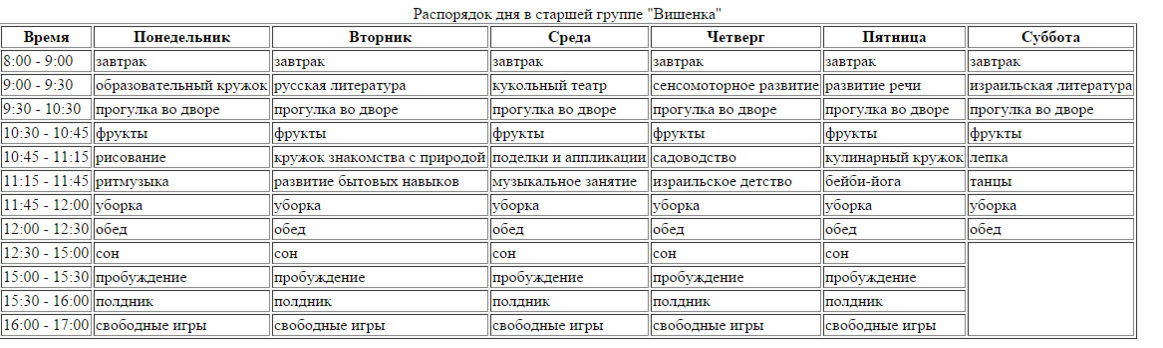 Распорядок дня в старшей группе "Вишенка"
Время Понедельник Вторник Среда Четверг Пятница Суббота
8:00 - 9:00 завтрак завтрак завтрак завтрак завтрак завтрак
9:00 - 9:30 образовательный кружок русская литература кукольный театр сенсомоторное развитие развитие речи израильская литература
9:30 - 10:30 прогулка во дворе прогулка во дворе прогулка во дворе прогулка во дворе прогулка во дворе прогулка во дворе
10:30 - 10:45 фрукты фрукты фрукты фрукты фрукты фрукты
10:45 - 11:15 рисование кружок знакомства с природой поделки и аппликации садоводство кулинарный кружок лепка
11:15 - 11:45 ритмузыка развитие бытовых навыков музыкальное занятие израильское детство бейби-йога танцы
11:45 - 12:00 уборка уборка уборка уборка уборка уборка
12:00 - 12:30 обед обед обед обед обед обед
12:30 - 15:00 сон сон сон сон сон
15:00 - 15:30 пробуждение пробуждение пробуждение пробуждение пробуждение
15:30 - 16:00 полдник полдник полдник полдник полдник
16:00 - 17:00 свободные игры свободные игры свободные игры свободные игры свободные игры